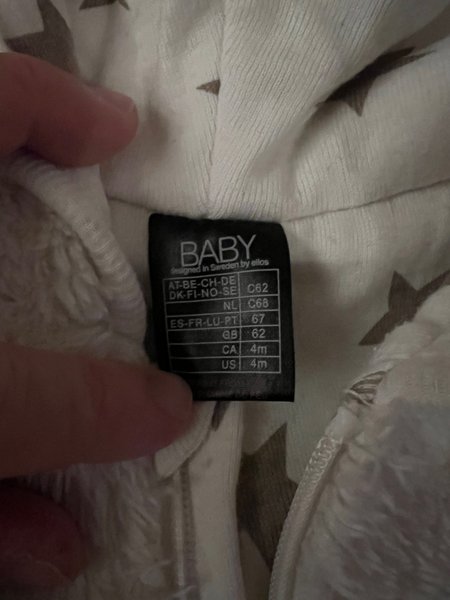 BABY
designed in Sweden by ellos
AT-BE-CH-DE
DK-FI-NO-SE C62
NL C68
ES-FR-LU-PT 67
GB 62
CA 4m
US 4m